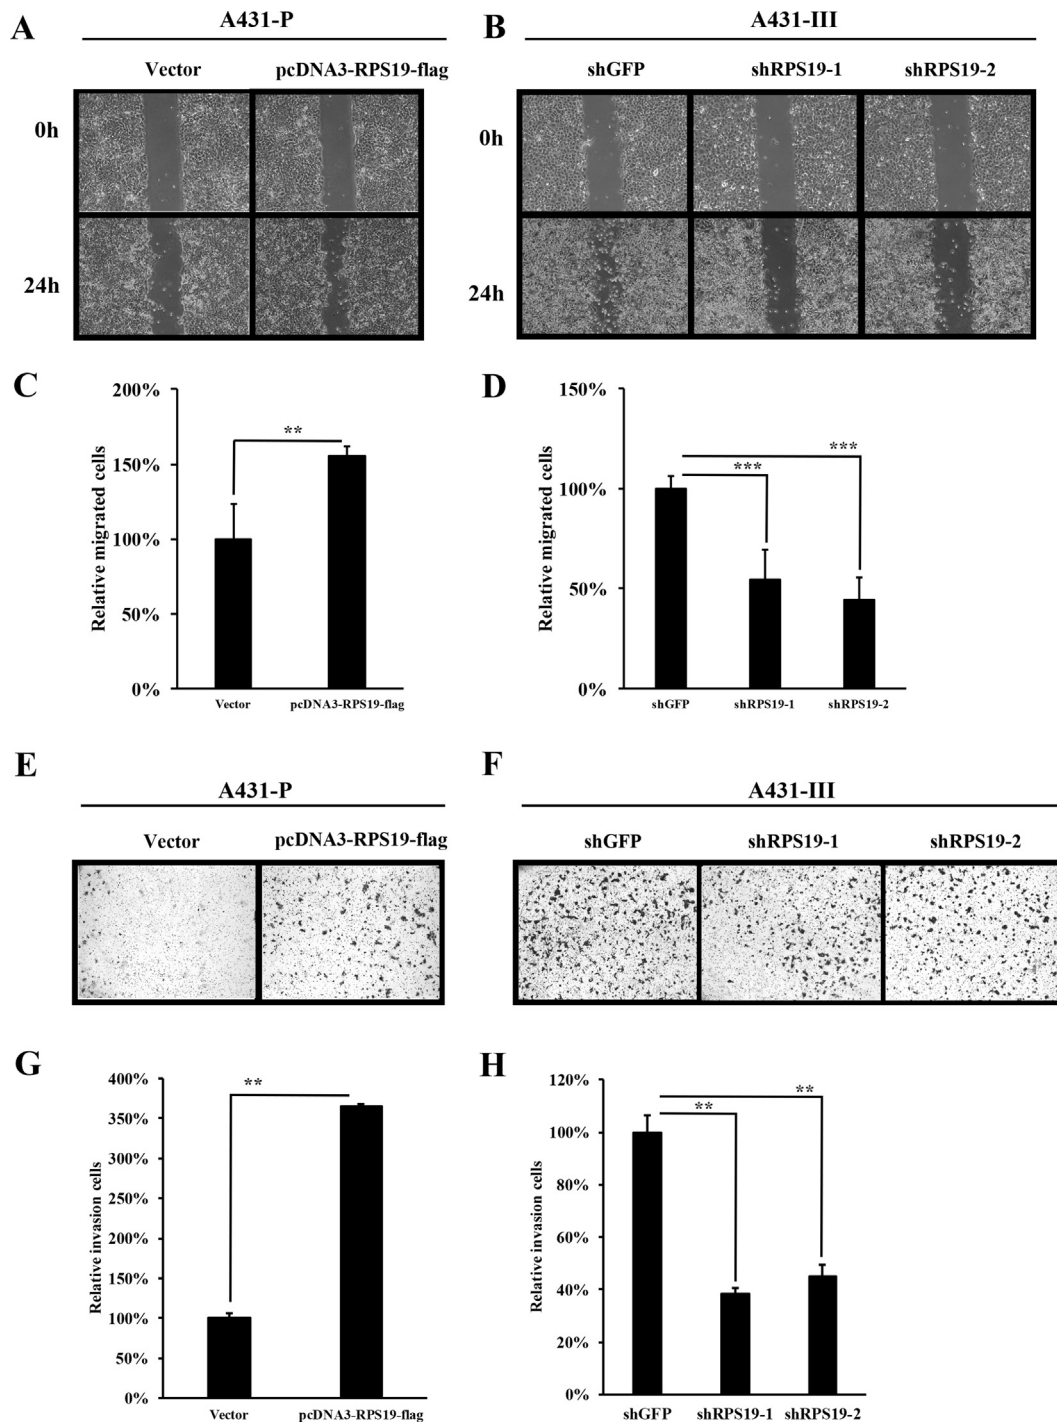 A
A431-P
Vector pcDNA3-RPS19-flag
0h
24h
B
A431-III
shGFP shRPS19-1 shRPS19-2
0h
24h
C
200%
150%
100%
50%
0%
Relative migrated cells
**
Vector pcDNA3-RPS19-flag
D
150%
100%
50%
0%
Relative migrated cells
***
***
shGFP shRPS19-1 shRPS19-2
E
A431-P
Vector pcDNA3-RPS19-flag
F
A431-III
shGFP shRPS19-1 shRPS19-2
G
400%
350%
300%
250%
200%
150%
100%
50%
0%
Relative invasion cells
**
Vector pcDNA3-RPS19-flag
H
120%
100%
80%
60%
40%
20%
0%
Relative invasion cells
**
**
shGFP shRPS19-1 shRPS19-2